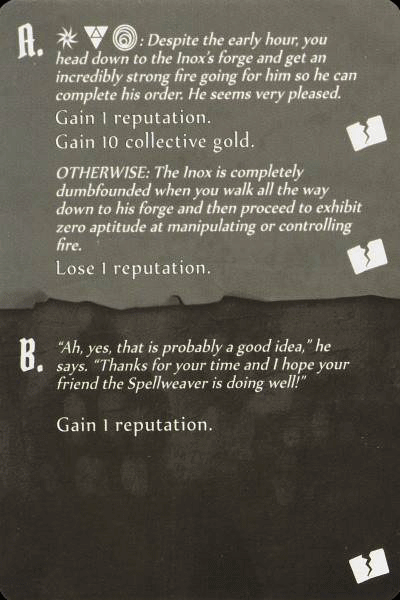 A. : Despite the early hour, you
head down to the Inox's forge and get an
incredibly strong fire going for him so he can
complete his order. He seems very pleased.
Gain 1 reputation.
Gain 10 collective gold.
OTHERWISE: The Inox is completely
dumbfounded when you walk all the way
down to his forge and then proceed to exhibit
zero aptitude at manipulating or controlling
fire.
Lose 1 reputation.
B. "Ah, yes, that is probably a good idea," he
says. "Thanks for your time and I hope your
friend the Spellweaver is doing well!"
Gain 1 reputation.